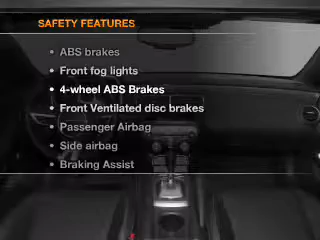 SAFETY FEATURES
• ABS brakes
• Front fog lights
• 4-wheel ABS Brakes
• Front Ventilated disc brakes
• Passenger Airbag
• Side airbag
• Braking Assist